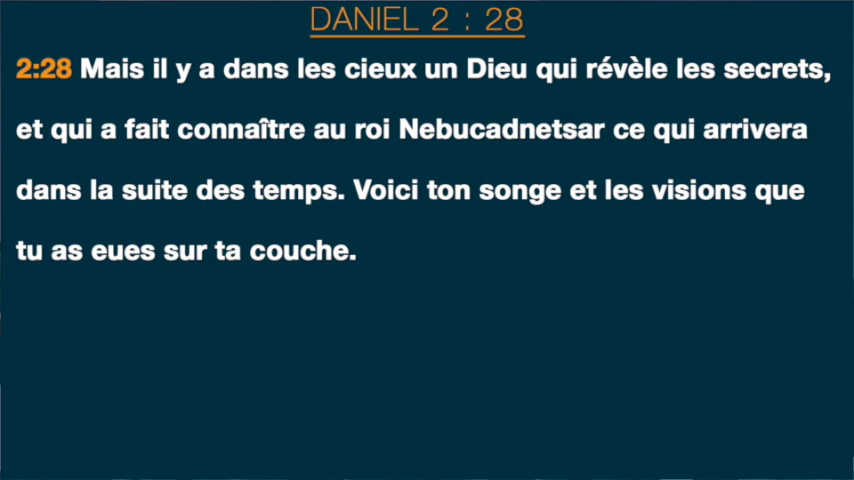 DANIEL 2 : 28
2:28 Mais il y a dans les cieux un Dieu qui révèle les secrets,
et qui a fait connaître au roi Nebucadnetsar ce qui arrivera
dans la suite des temps. Voici ton songe et les visions que
tu as eues sur ta couche.